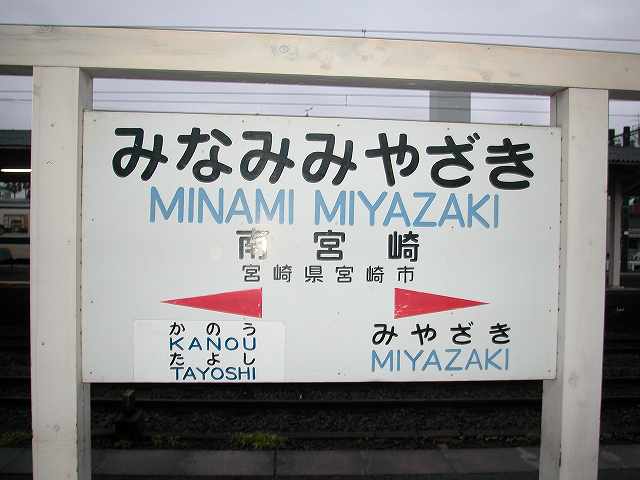 みなみみやざき
MINAMI MIYAZAKI
南宮崎
宮崎県宮崎市
かのう
KANOU
たよし
TAYOSHI
みやざき
MIYAZAKI